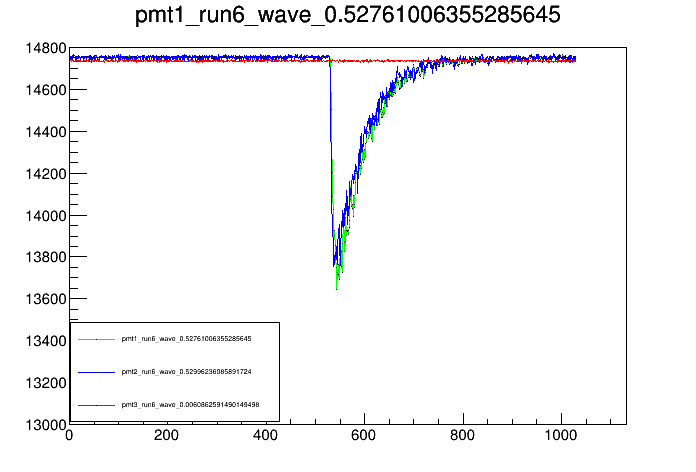 pmt1_run6_wave_0.52761006355285645
14800
14600
14400
14200
14000
13800
13600
13400
13200
13000
pmt1_run6_wave_0.52761006355285645
pmt2_run6_wave_0.52996236085891724
pmt3_run6_wave_0.0060862591490149498
0 200 400 600 800 1000